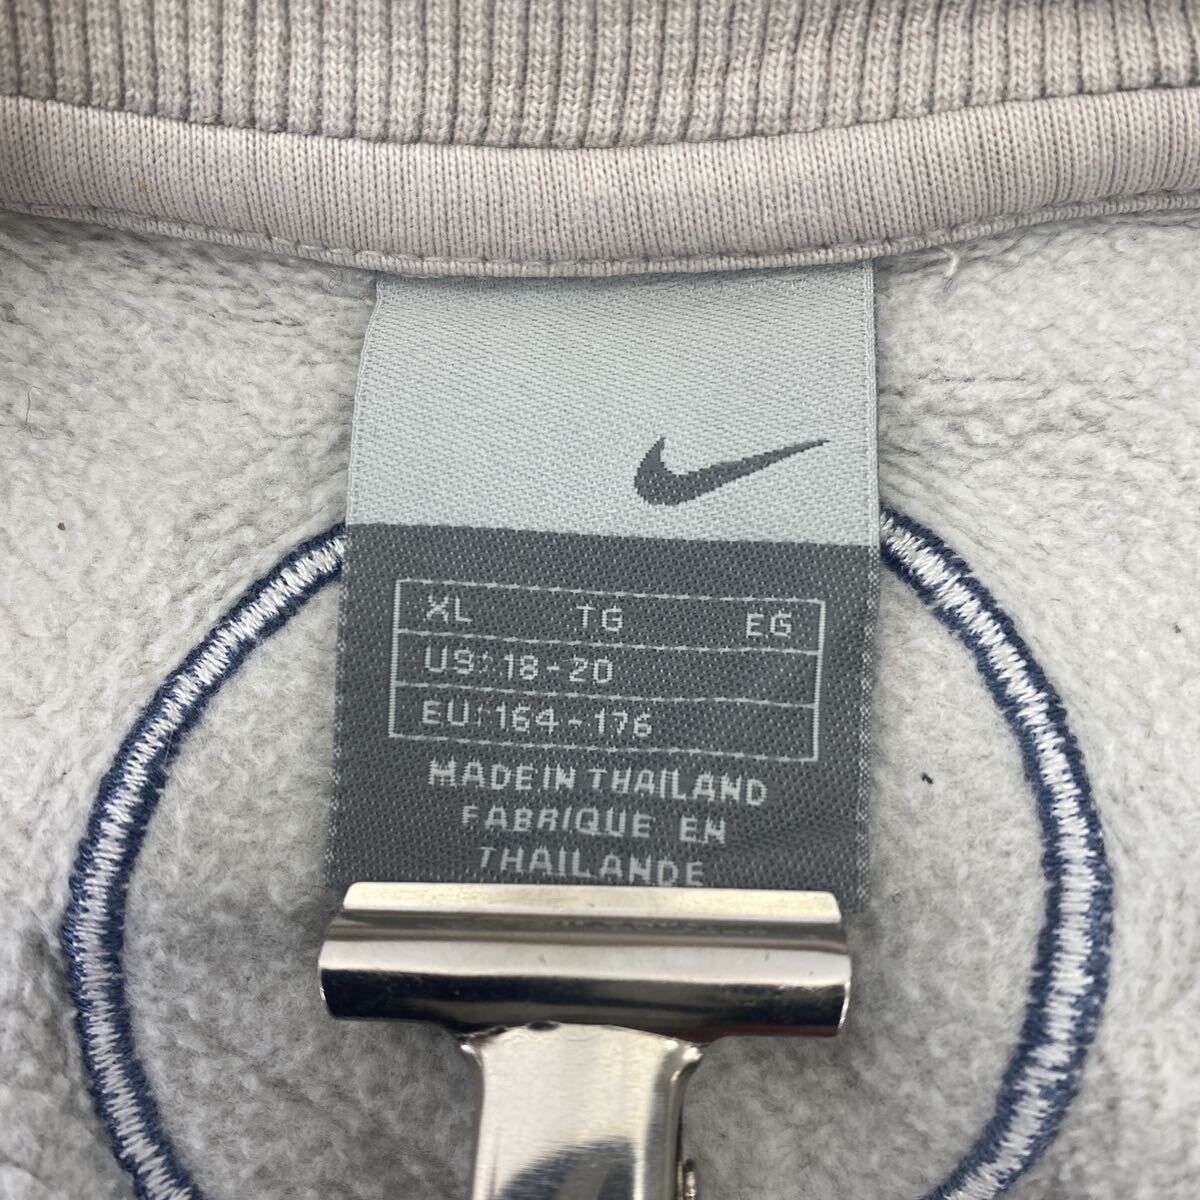 XL TG EG
US: 18-20
EU: 164-176
MADE IN THAILAND
FABRIQUE EN
THAILANDE